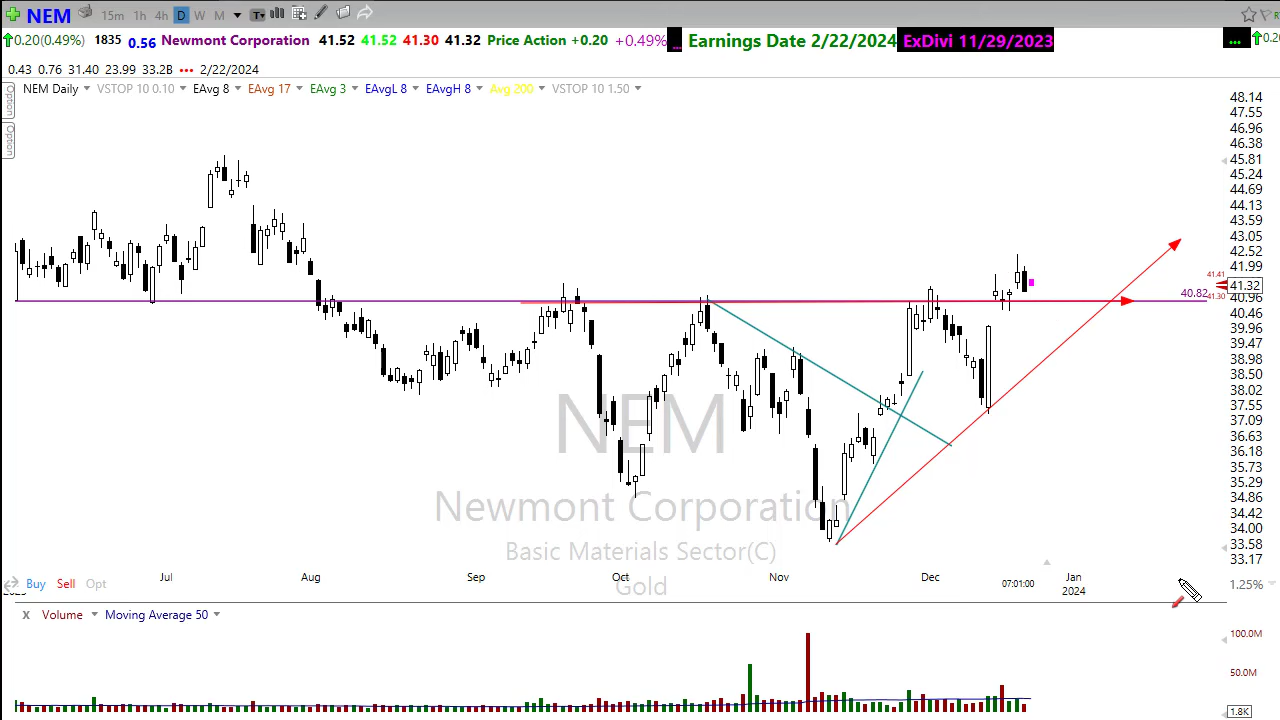 NEM 15m 1h 4h D W M T
0.20(0.49%) 1835 0.56 Newmont Corporation 41.52 41.52 41.30 41.32 Price Action +0.20 +0.49% ... Earnings Date 2/22/2024 ExDivi 11/29/2023 ...
0.43 0.76 31.40 23.99 33.2B ••• 2/22/2024
NEM Daily VSTOP 10 0.10 EAvg 8 EAvg 17 EAvg 3 EAvgL 8 EAvgH 8 Avg 200 VSTOP 10 1.50
Option
Option
48.14
47.55
46.96
46.38
45.81
45.24
44.69
44.13
43.59
43.05
42.52
41.99
41.41
41.32
40.82
41.30
40.96
40.46
39.96
39.47
38.98
38.50
38.02
37.55
37.09
36.63
36.18
35.73
35.29
34.86
34.42
34.00
33.58
33.17
NEM
Newmont Corporation
Basic Materials Sector(C)
Gold
Jul Aug Sep Oct Nov Dec Jan
07:01:00 2024
Buy Sell Opt 1.25%
X Volume Moving Average 50
100.0M
50.0M
1.8K